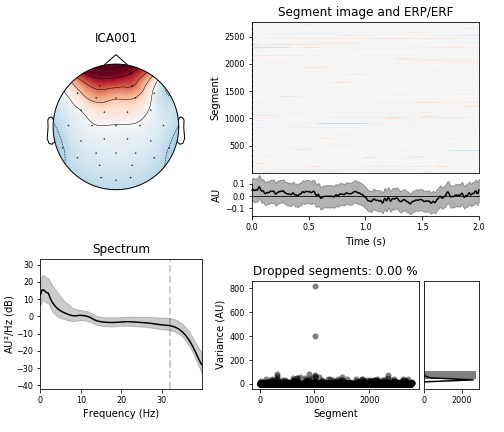 ICA001
Segment image and ERP/ERF
Segment
2500
2000
1500
1000
500
AU
0.1
0.0
−0.1
0.0 0.5 1.0 1.5 2.0
Time (s)
Spectrum
AU²/Hz (dB)
30
20
10
0
−10
−20
−30
−40
0 10 20 30
Frequency (Hz)
Dropped segments: 0.00 %
Variance (AU)
800
600
400
200
0
0 1000 2000
Segment
0 2000